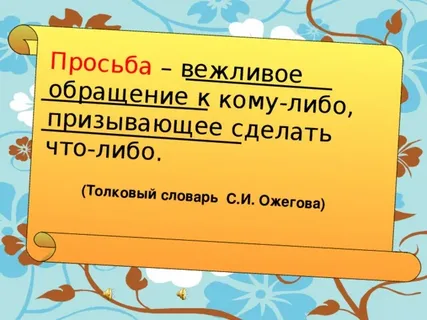 Просьба – вежливое
обращение к кому-либо,
призывающее сделать
что-либо.
(Толковый словарь С.И. Ожегова)